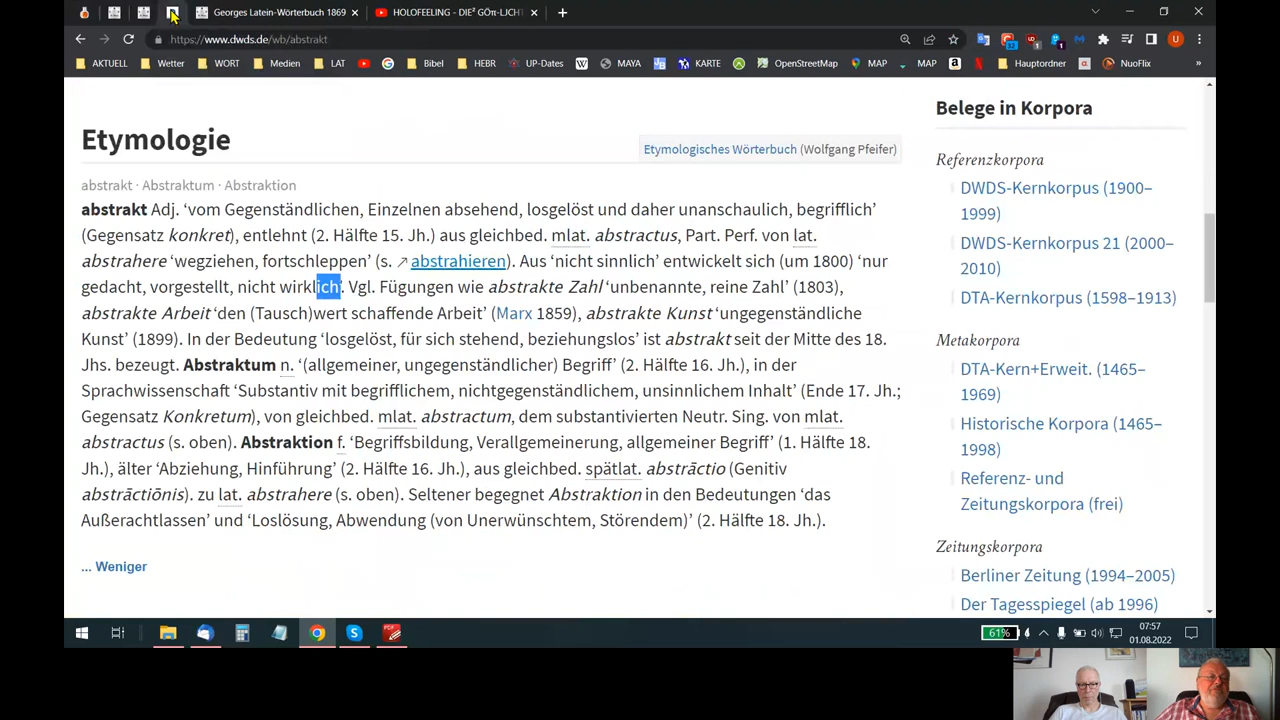 Georges Latein-Wörterbuch 1869
HOLOFEELING - DIE² GÖπ-LJCH
https://www.dwds.de/wb/abstrakt
AKTUELL
Wetter
WORT
Medien
LAT
Bibel
HEBR
UP-Dates
MAYA
KARTE
OpenStreetMap
MAP
MAP
Hauptordner
NuoFlix
Etymologie
Etymologisches Wörterbuch (Wolfgang Pfeifer)
abstrakt · Abstraktum · Abstraktion
abstrakt Adj. ‘vom Gegenständlichen, Einzelnen absehend, losgelöst und daher unanschaulich, begrifflich’
(Gegensatz konkret), entlehnt (2. Hälfte 15. Jh.) aus gleichbed. mlat. abstractus, Part. Perf. von lat.
abstrahere ‘wegziehen, fortschleppen’ (s. ↗abstrahieren). Aus ‘nicht sinnlich’ entwickelt sich (um 1800) ‘nur
gedacht, vorgestellt, nicht wirklich’. Vgl. Fügungen wie abstrakte Zahl ‘unbenannte, reine Zahl’ (1803),
abstrakte Arbeit ‘den (Tausch)wert schaffende Arbeit’ (Marx 1859), abstrakte Kunst ‘ungegenständliche
Kunst’ (1899). In der Bedeutung ‘losgelöst, für sich stehend, beziehungslos’ ist abstrakt seit der Mitte des 18.
Jhs. bezeugt. Abstraktum n. ‘(allgemeiner, ungegenständlicher) Begriff’ (2. Hälfte 16. Jh.), in der
Sprachwissenschaft ‘Substantiv mit begrifflichem, nichtgegenständlichem, unsinnlichem Inhalt’ (Ende 17. Jh.;
Gegensatz Konkretum), von gleichbed. mlat. abstractum, dem substantivierten Neutr. Sing. von mlat.
abstractus (s. oben). Abstraktion f. ‘Begriffsbildung, Verallgemeinerung, allgemeiner Begriff’ (1. Hälfte 18.
Jh.), älter ‘Abziehung, Hinführung’ (2. Hälfte 16. Jh.), aus gleichbed. spätlat. abstrāctio (Genitiv
abstrāctiōnis). zu lat. abstrahere (s. oben). Seltener begegnet Abstraktion in den Bedeutungen ‘das
Außerachtlassen’ und ‘Loslösung, Abwendung (von Unerwünschtem, Störendem)’ (2. Hälfte 18. Jh.).
... Weniger
Belege in Korpora
Referenzkorpora
DWDS-Kernkorpus (1900–
1999)
DWDS-Kernkorpus 21 (2000–
2010)
DTA-Kernkorpus (1598–1913)
Metakorpora
DTA-Kern+Erweit. (1465–
1969)
Historische Korpora (1465–
1998)
Referenz- und
Zeitungskorpora (frei)
Zeitungskorpora
Berliner Zeitung (1994–2005)
Der Tagesspiegel (ab 1996)
61%
07:57
01.08.2022